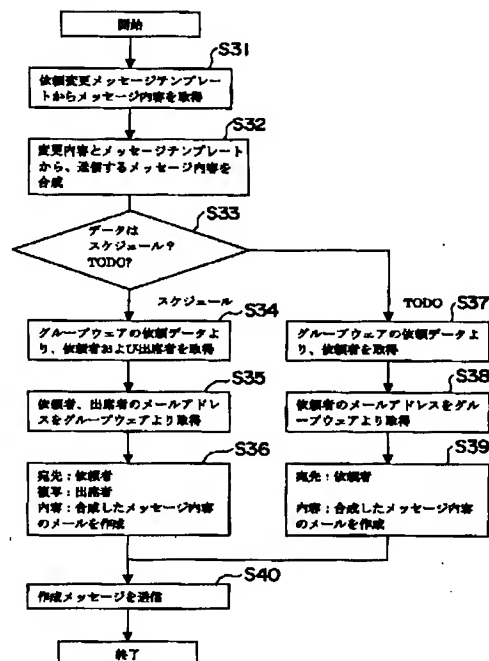 開始
S31
依頼変更メッセージテンプレー
トからメッセージ内容を取得
S32
変更内容とメッセージテンプレート
から、送信するメッセージ内容を
合成
S33
データは
スケジュール?
TODO?
スケジュール
S34
グループウェアの依頼データよ
り、依頼者および出席者を取得
S35
依頼者、出席者のメールアドレ
スをグループウェアより取得
S36
宛先:依頼者
複写:出席者
内容:合成したメッセージ内容
のメールを作成
TODO
S37
グループウェアの依頼データよ
り、依頼者を取得
S38
依頼者のメールアドレスをグル
ープウェアより取得
S39
宛先:依頼者
内容:合成したメッセージ内容
のメールを作成
S40
作成メッセージを送信
終了